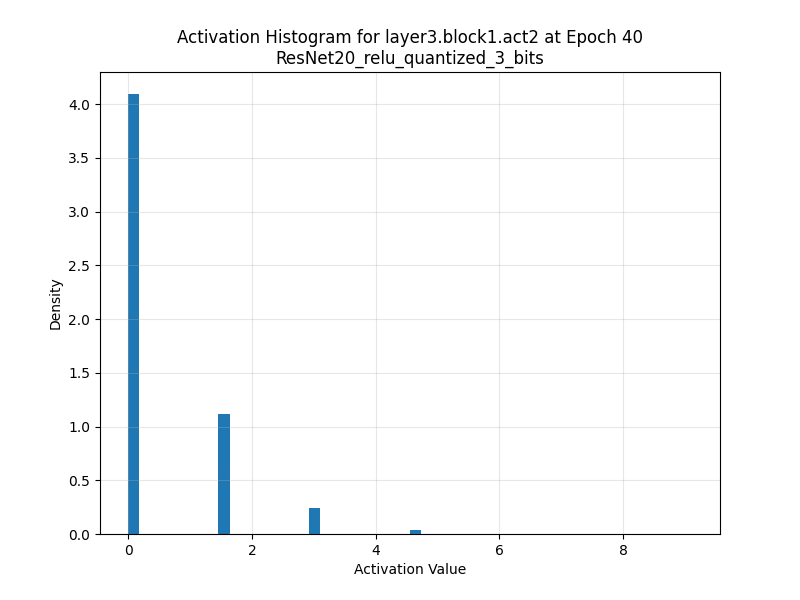 Activation Histogram for layer3.block1.act2 at Epoch 40
ResNet20_relu_quantized_3_bits
4.0
3.5
3.0
2.5
2.0
1.5
1.0
0.5
0.0
Density
0 2 4 6 8
Activation Value